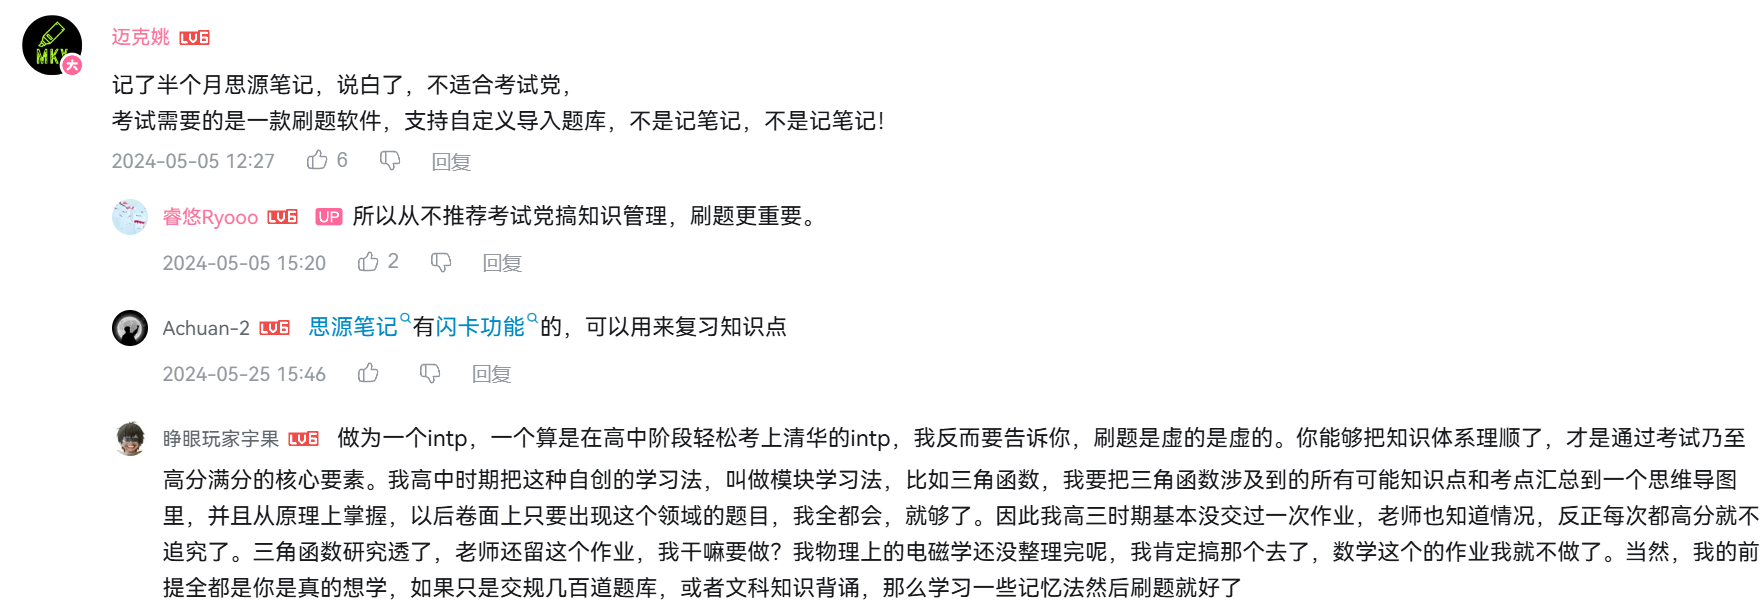 MKY
大
迈克姚 LV6
记了半个月思源笔记，说白了，不适合考试党，
考试需要的是一款刷题软件，支持自定义导入题库，不是记笔记，不是记笔记！
2024-05-05 12:27 6 回复
睿悠Ryooo LV6 UP 所以从不推荐考试党搞知识管理，刷题更重要。
2024-05-05 15:20 2 回复
Achuan-2 LV6 思源笔记有闪卡功能的，可以用来复习知识点
2024-05-25 15:46 回复
睁眼玩家宇果 LV6 做为一个intp，一个算是在高中阶段轻松考上清华的intp，我反而要告诉你，刷题是虚的是虚的。你能够把知识体系理顺了，才是通过考试乃至
高分满分的核心要素。我高中时期把这种自创的学习法，叫做模块学习法，比如三角函数，我要把三角函数涉及到的所有可能知识点和考点汇总到一个思维导图
里，并且从原理上掌握，以后卷面上只要出现这个领域的题目，我全都会，就够了。因此我高三时期基本没交过一次作业，老师也知道情况，反正每次都高分就不
追究了。三角函数研究透了，老师还留这个作业，我干嘛要做？我物理上的电磁学还没整理完呢，我肯定搞那个去了，数学这个的作业我就不做了。当然，我的前
提全都是你是真的想学，如果只是交规几百道题库，或者文科知识背诵，那么学习一些记忆法然后刷题就好了